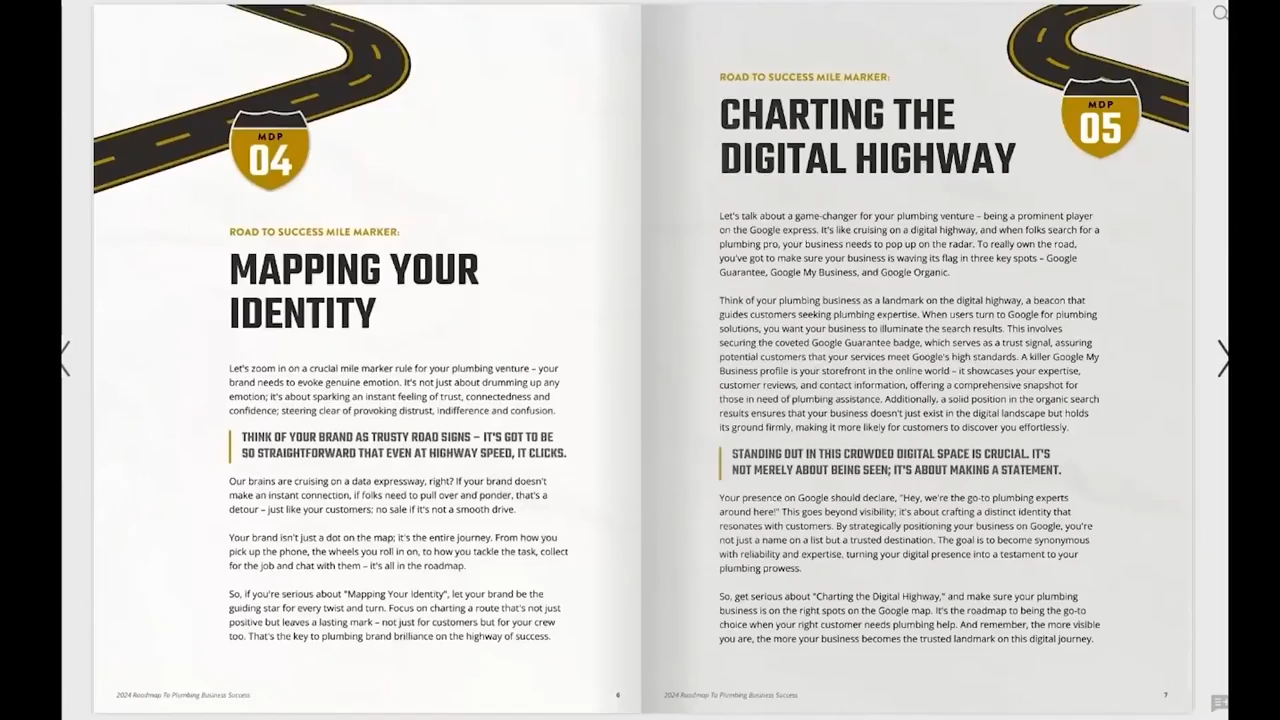 MDP
04
ROAD TO SUCCESS MILE MARKER:
MAPPING YOUR
IDENTITY
Let's zoom in on a crucial mile marker rule for your plumbing venture – your
brand needs to evoke genuine emotion. It's not just about drumming up any
emotion; it's about sparking an instant feeling of trust, connectedness and
confidence; steering clear of provoking distrust, indifference and confusion.
THINK OF YOUR BRAND AS TRUSTY ROAD SIGNS – IT'S GOT TO BE
SO STRAIGHTFORWARD THAT EVEN AT HIGHWAY SPEED, IT CLICKS.
Our brains are cruising on a data expressway, right? If your brand doesn't
make an instant connection, if folks need to pull over and ponder, that's a
detour – just like your customers; no sale if it's not a smooth drive.
Your brand isn't just a dot on the map; it's the entire journey. From how you
pick up the phone, the wheels you roll in on, to how you tackle the task, collect
for the job and chat with them – it's all in the roadmap.
So, if you're serious about "Mapping Your Identity", let your brand be the
guiding star for every twist and turn. Focus on charting a route that's not just
positive but leaves a lasting mark – not just for customers but for your crew
too. That's the key to plumbing brand brilliance on the highway of success.
2024 Roadmap To Plumbing Business Success
6
MDP
05
ROAD TO SUCCESS MILE MARKER:
CHARTING THE
DIGITAL HIGHWAY
Let's talk about a game-changer for your plumbing venture – being a prominent player
on the Google express. It's like cruising on a digital highway, and when folks search for a
plumbing pro, your business needs to pop up on the radar. To really own the road,
you've got to make sure your business is waving its flag in three key spots – Google
Guarantee, Google My Business, and Google Organic.
Think of your plumbing business as a landmark on the digital highway, a beacon that
guides customers seeking plumbing expertise. When users turn to Google for plumbing
solutions, you want your business to illuminate the search results. This involves
securing the coveted Google Guarantee badge, which serves as a trust signal, assuring
potential customers that your services meet Google's high standards. A killer Google My
Business profile is your storefront in the online world – it showcases your expertise,
customer reviews, and contact information, offering a comprehensive snapshot for
those in need of plumbing assistance. Additionally, a solid position in the organic search
results ensures that your business doesn't just exist in the digital landscape but holds
its ground firmly, making it more likely for customers to discover you effortlessly.
STANDING OUT IN THIS CROWDED DIGITAL SPACE IS CRUCIAL. IT'S
NOT MERELY ABOUT BEING SEEN; IT'S ABOUT MAKING A STATEMENT.
Your presence on Google should declare, "Hey, we're the go-to plumbing experts
around here!" This goes beyond visibility; it's about crafting a distinct identity that
resonates with customers. By strategically positioning your business on Google, you're
not just a name on a list but a trusted destination. The goal is to become synonymous
with reliability and expertise, turning your digital presence into a testament to your
plumbing prowess.
So, get serious about "Charting the Digital Highway," and make sure your plumbing
business is on the right spots on the Google map. It's the roadmap to being the go-to
choice when your right customer needs plumbing help. And remember, the more visible
you are, the more your business becomes the trusted landmark on this digital journey.
2024 Roadmap To Plumbing Business Success
7